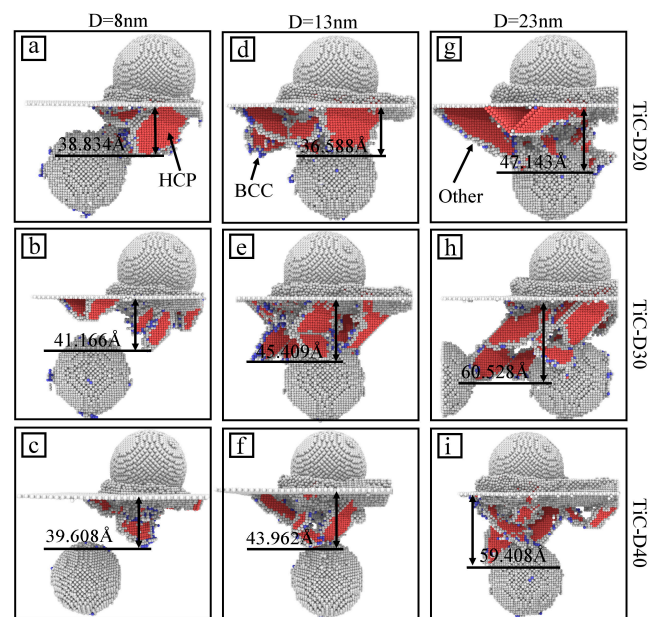 D=8nm
D=13nm
D=23nm
a
38.834Å
HCP
d
36.588Å
BCC
g
47.143Å
Other
TiC-D20
b
41.166Å
e
45.409Å
h
60.528Å
TiC-D30
c
39.608Å
f
43.962Å
i
59.408Å
TiC-D40